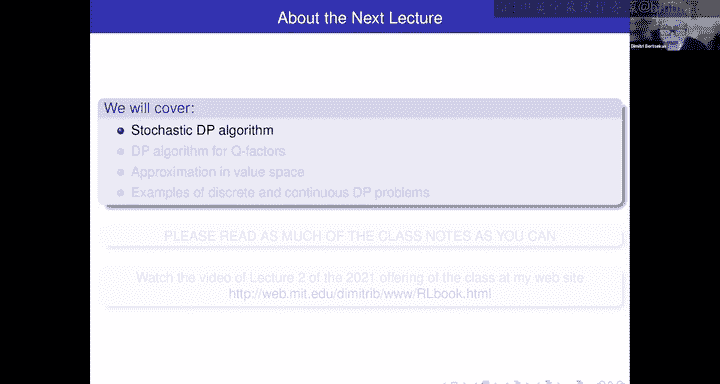 About the Next Lecture
We will cover:
Stochastic DP algorithm
DP algorithm for Q-factors
Approximation in value space
Examples of discrete and continuous DP problems
PLEASE READ AS MUCH OF THE CLASS NOTES AS YOU CAN
Watch the video of Lecture 2 of the 2021 offering of the class at my web site
http://web.mit.edu/dimitrib/www/RLbook.html